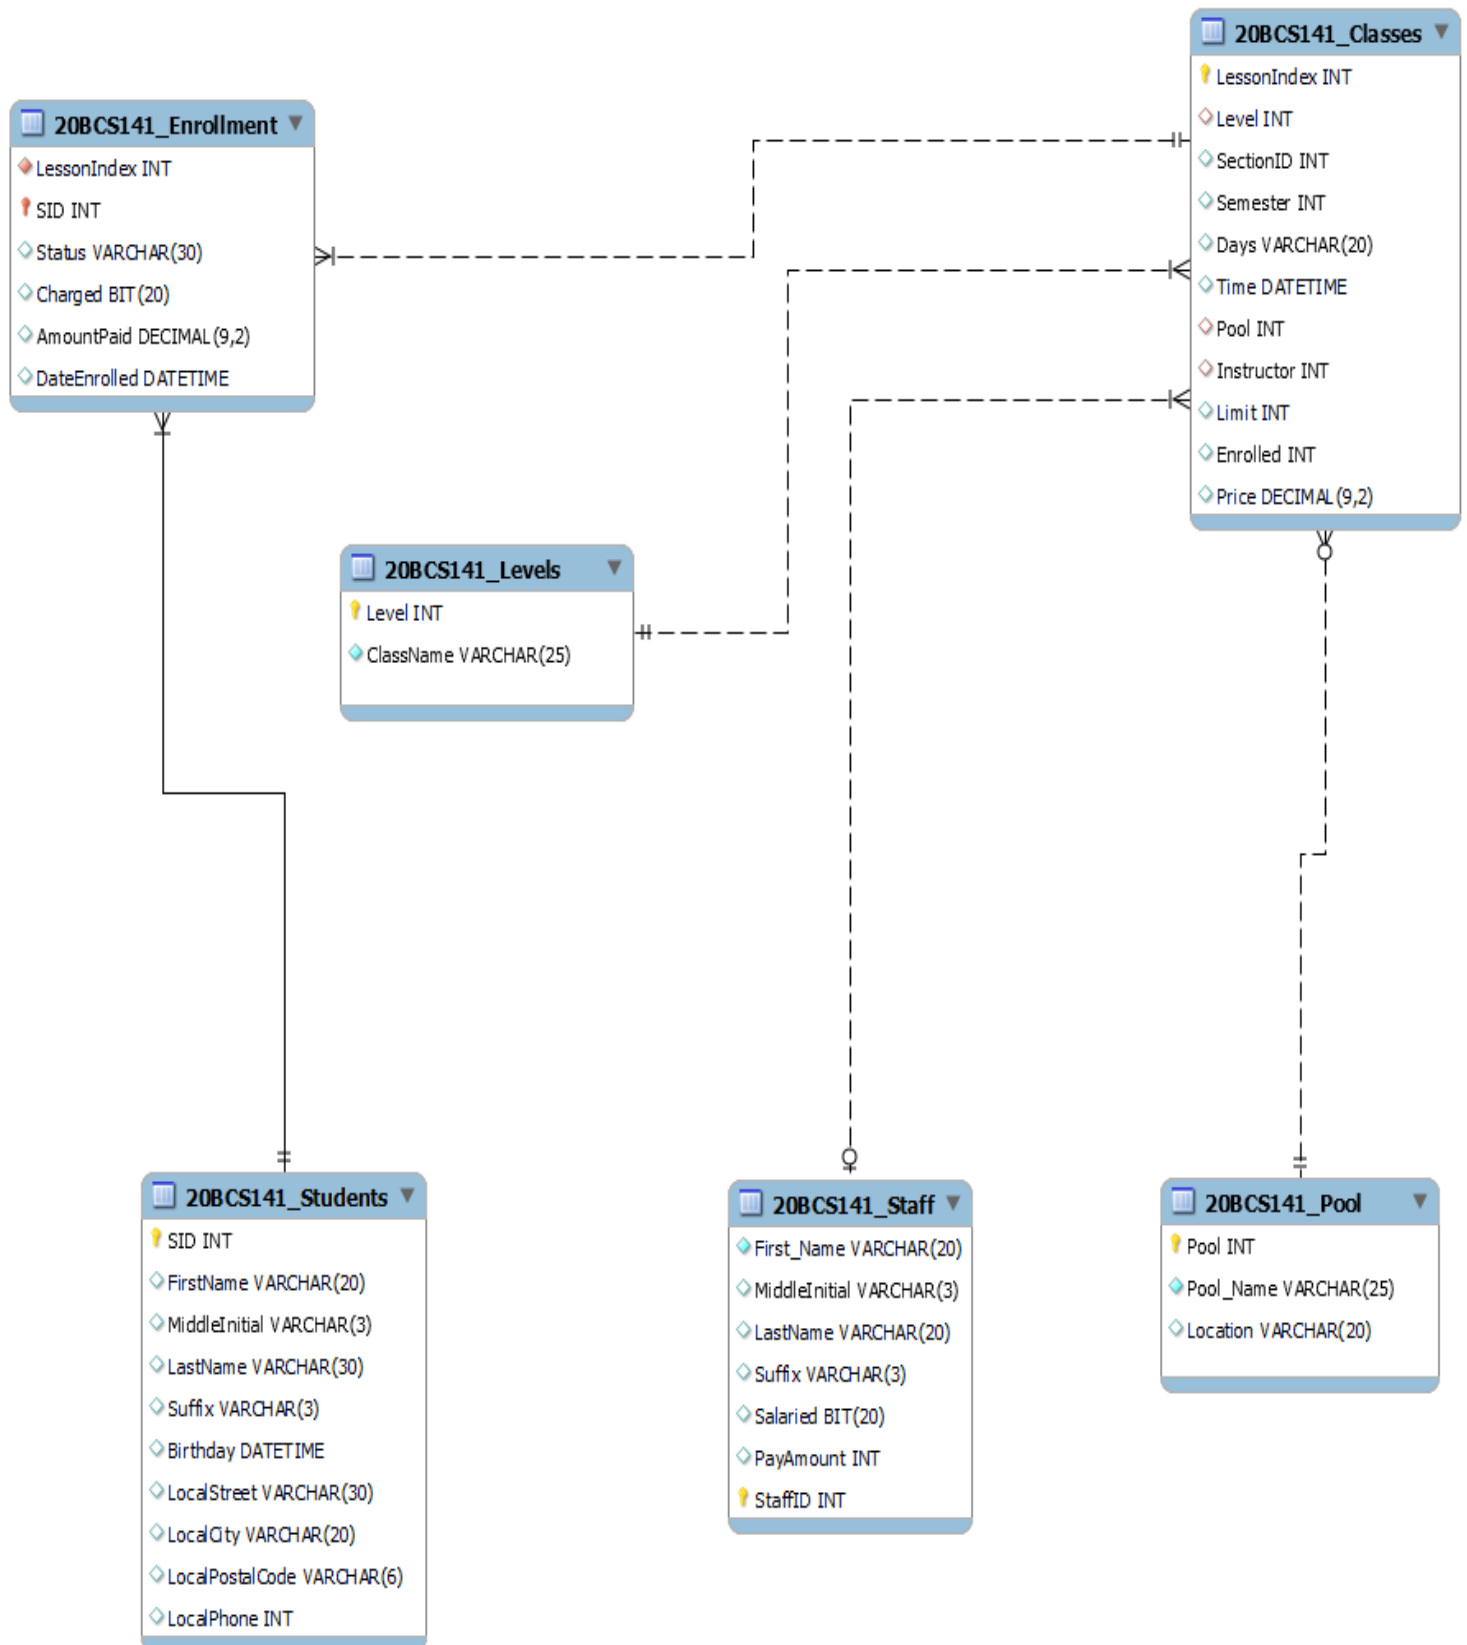 20BCS141_Classes
LessonIndex INT
Level INT
SectionID INT
Semester INT
Days VARCHAR(20)
Time DATETIME
Pool INT
Instructor INT
Limit INT
Enrolled INT
Price DECIMAL(9,2)
20BCS141_Enrollment
LessonIndex INT
SID INT
Status VARCHAR(30)
Charged BIT(20)
AmountPaid DECIMAL(9,2)
DateEnrolled DATETIME
20BCS141_Levels
Level INT
ClassName VARCHAR(25)
20BCS141_Students
SID INT
FirstName VARCHAR(20)
MiddleInitial VARCHAR(3)
LastName VARCHAR(30)
Suffix VARCHAR(3)
Birthday DATETIME
LocalStreet VARCHAR(30)
LocalCity VARCHAR(20)
LocalPostalCode VARCHAR(6)
LocalPhone INT
20BCS141_Staff
First_Name VARCHAR(20)
MiddleInitial VARCHAR(3)
LastName VARCHAR(20)
Suffix VARCHAR(3)
Salaried BIT(20)
PayAmount INT
StaffID INT
20BCS141_Pool
Pool INT
Pool_Name VARCHAR(25)
Location VARCHAR(20)